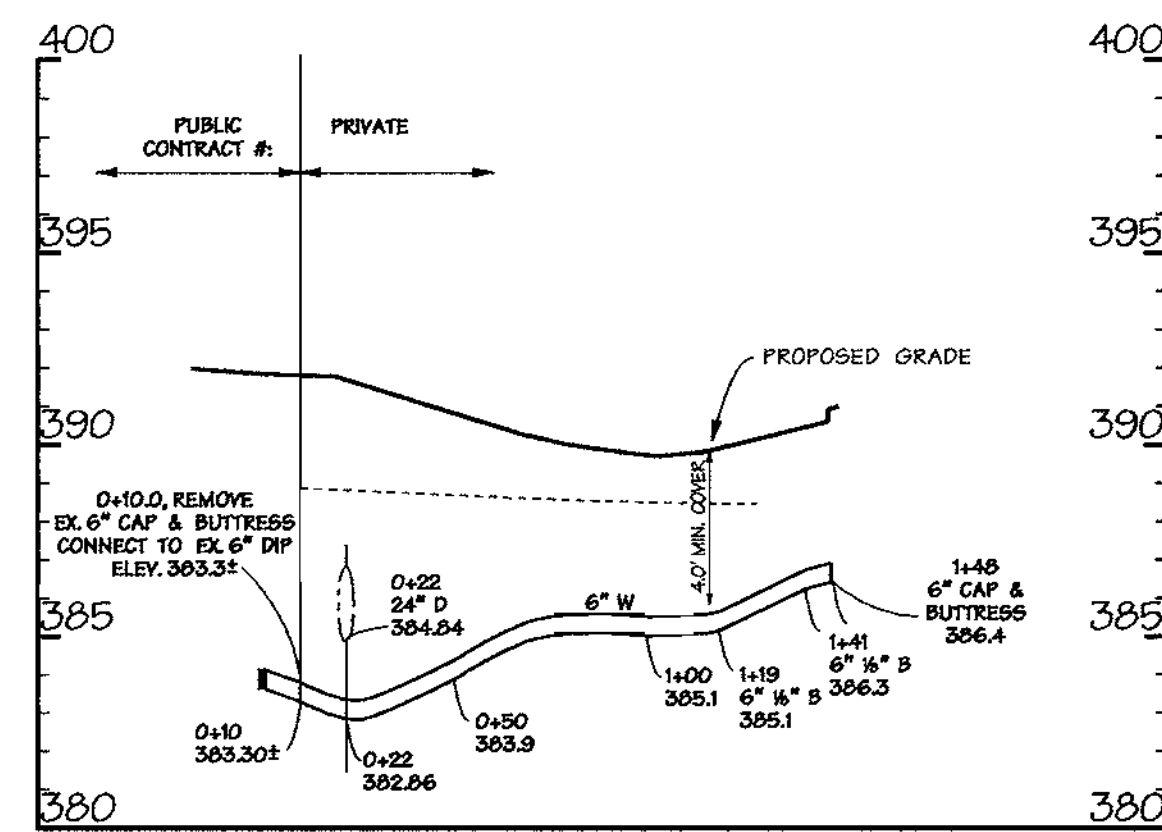 400
400
PUBLIC
CONTRACT #:
PRIVATE
395
395
PROPOSED GRADE
390
390
4.0' MIN. COVER
0+10.0, REMOVE
EX. 6" CAP & BUTTRESS
CONNECT TO EX. 6" DIP
ELEV. 383.3±
0+22
24" D
384.84
6" W
1+48
6" CAP &
BUTTRESS
386.4
385
385
1+41
6" ⅛" B
386.3
1+00
385.1
1+19
6" ⅛" B
385.1
0+50
383.9
0+10
383.30±
0+22
382.86
380
380